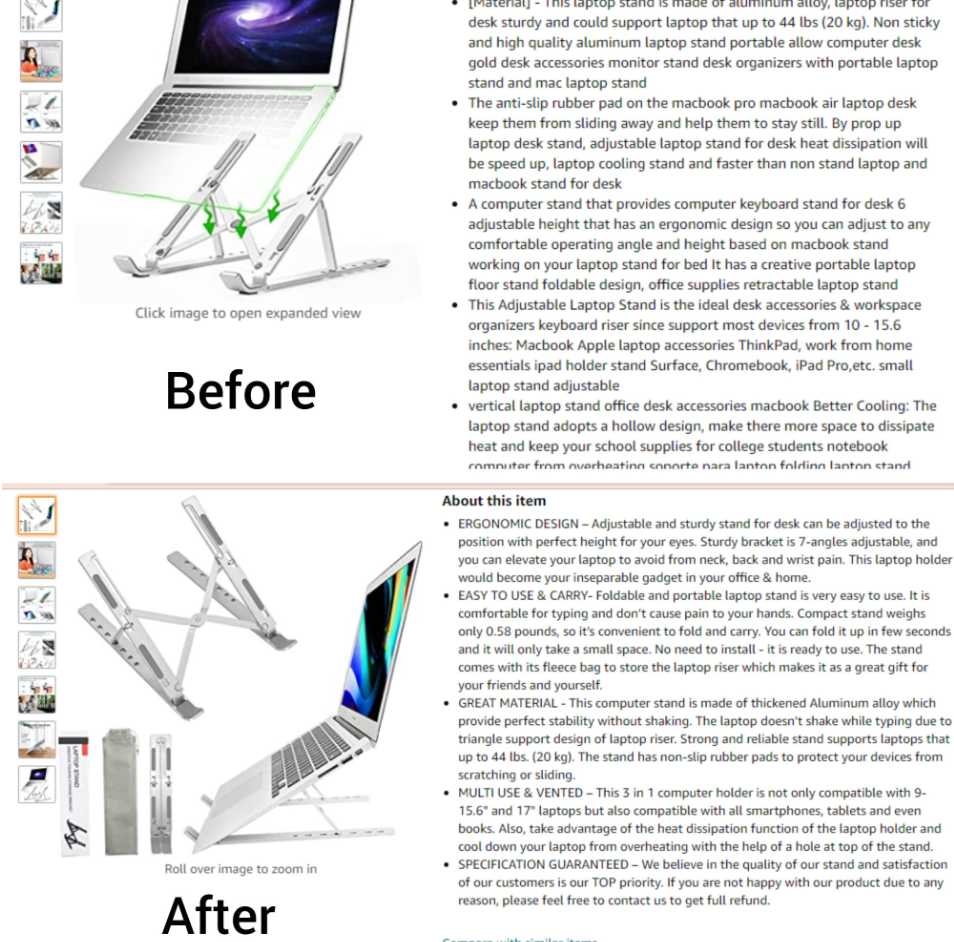 [Material] - This laptop stand is made of aluminum alloy, laptop riser for
desk sturdy and could support laptop that up to 44 lbs (20 kg). Non sticky
and high quality aluminum laptop stand portable allow computer desk
gold desk accessories monitor stand desk organizers with portable laptop
stand and mac laptop stand
The anti-slip rubber pad on the macbook pro macbook air laptop desk
keep them from sliding away and help them to stay still. By prop up
laptop desk stand, adjustable laptop stand for desk heat dissipation will
be speed up, laptop cooling stand and faster than non stand laptop and
macbook stand for desk
A computer stand that provides computer keyboard stand for desk 6
adjustable height that has an ergonomic design so you can adjust to any
comfortable operating angle and height based on macbook stand
working on your laptop stand for bed It has a creative portable laptop
floor stand foldable design, office supplies retractable laptop stand
This Adjustable Laptop Stand is the ideal desk accessories & workspace
organizers keyboard riser since support most devices from 10 - 15.6
inches: Macbook Apple laptop accessories ThinkPad, work from home
essentials ipad holder stand Surface, Chromebook, iPad Pro,etc. small
laptop stand adjustable
vertical laptop stand office desk accessories macbook Better Cooling: The
laptop stand adopts a hollow design, make there more space to dissipate
heat and keep your school supplies for college students notebook
computer from overheating soporte para laptop folding laptop stand
Click image to open expanded view
Before
About this item
ERGONOMIC DESIGN – Adjustable and sturdy stand for desk can be adjusted to the
position with perfect height for your eyes. Sturdy bracket is 7-angles adjustable, and
you can elevate your laptop to avoid from neck, back and wrist pain. This laptop holder
would become your inseparable gadget in your office & home.
EASY TO USE & CARRY- Foldable and portable laptop stand is very easy to use. It is
comfortable for typing and don't cause pain to your hands. Compact stand weighs
only 0.58 pounds, so it's convenient to fold and carry. You can fold it up in few seconds
and it will only take a small space. No need to install - it is ready to use. The stand
comes with its fleece bag to store the laptop riser which makes it as a great gift for
your friends and yourself.
GREAT MATERIAL - This computer stand is made of thickened Aluminum alloy which
provide perfect stability without shaking. The laptop doesn't shake while typing due to
triangle support design of laptop riser. Strong and reliable stand supports laptops that
up to 44 lbs. (20 kg). The stand has non-slip rubber pads to protect your devices from
scratching or sliding.
MULTI USE & VENTED – This 3 in 1 computer holder is not only compatible with 9-
15.6" and 17" laptops but also compatible with all smartphones, tablets and even
books. Also, take advantage of the heat dissipation function of the laptop holder and
cool down your laptop from overheating with the help of a hole at top of the stand.
SPECIFICATION GUARANTEED – We believe in the quality of our stand and satisfaction
of our customers is our TOP priority. If you are not happy with our product due to any
reason, please feel free to contact us to get full refund.
LAPTOP STAND
Roll over image to zoom in
After
Compare with similar items